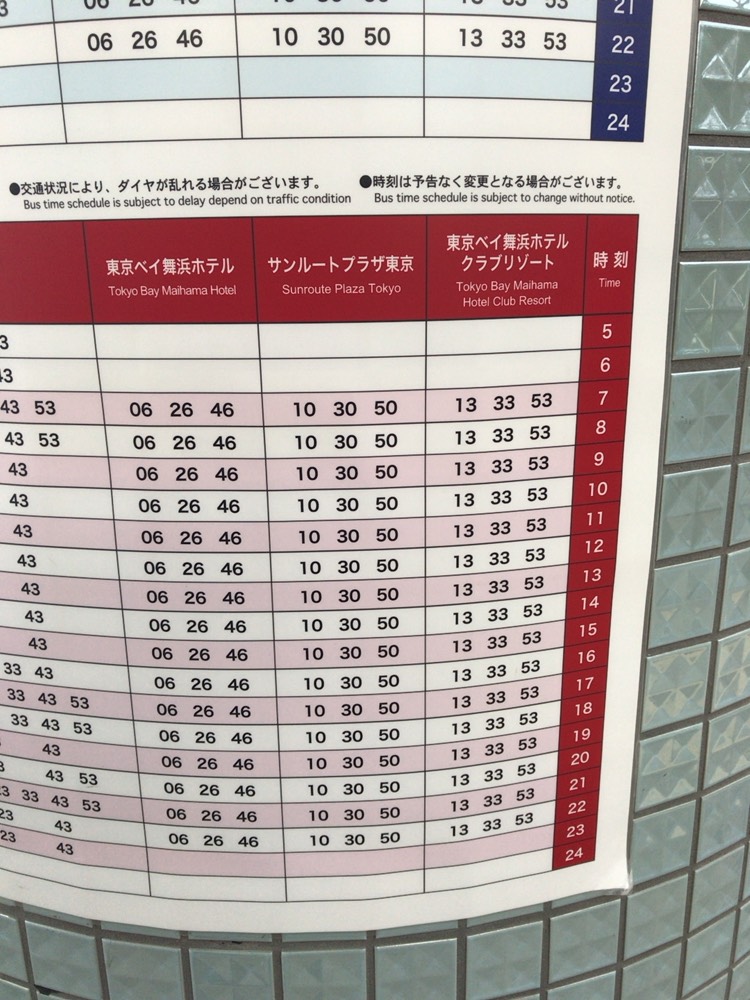 06 26 46 10 30 50 13 33 53 21
06 26 46 10 30 50 13 33 53 22
23
24
●交通状況により、ダイヤが乱れる場合がございます。 ●時刻は予告なく変更となる場合がございます。
Bus time schedule is subject to delay depend on traffic condition Bus time schedule is subject to change without notice.
東京ベイ舞浜ホテル サンルートプラザ東京 東京ベイ舞浜ホテル 時刻
クラブリゾート
Tokyo Bay Maihama Hotel Sunroute Plaza Tokyo Tokyo Bay Maihama Time
Hotel Club Resort
5
43 6
43 53 06 26 46 10 30 50 13 33 53 7
43 53 06 26 46 10 30 50 13 33 53 8
43 06 26 46 10 30 50 13 33 53 9
43 06 26 46 10 30 50 13 33 53 10
43 06 26 46 10 30 50 13 33 53 11
43 06 26 46 10 30 50 13 33 53 12
43 06 26 46 10 30 50 13 33 53 13
43 06 26 46 10 30 50 13 33 53 14
43 06 26 46 10 30 50 13 33 53 15
33 43 06 26 46 10 30 50 13 33 53 16
33 43 53 06 26 46 10 30 50 13 33 53 17
33 43 53 06 26 46 10 30 50 13 33 53 18
43 06 26 46 10 30 50 13 33 53 19
43 53 06 26 46 10 30 50 13 33 53 20
33 43 53 06 26 46 10 30 50 13 33 53 21
23 43 06 26 46 10 30 50 13 33 53 22
23 43 23
24